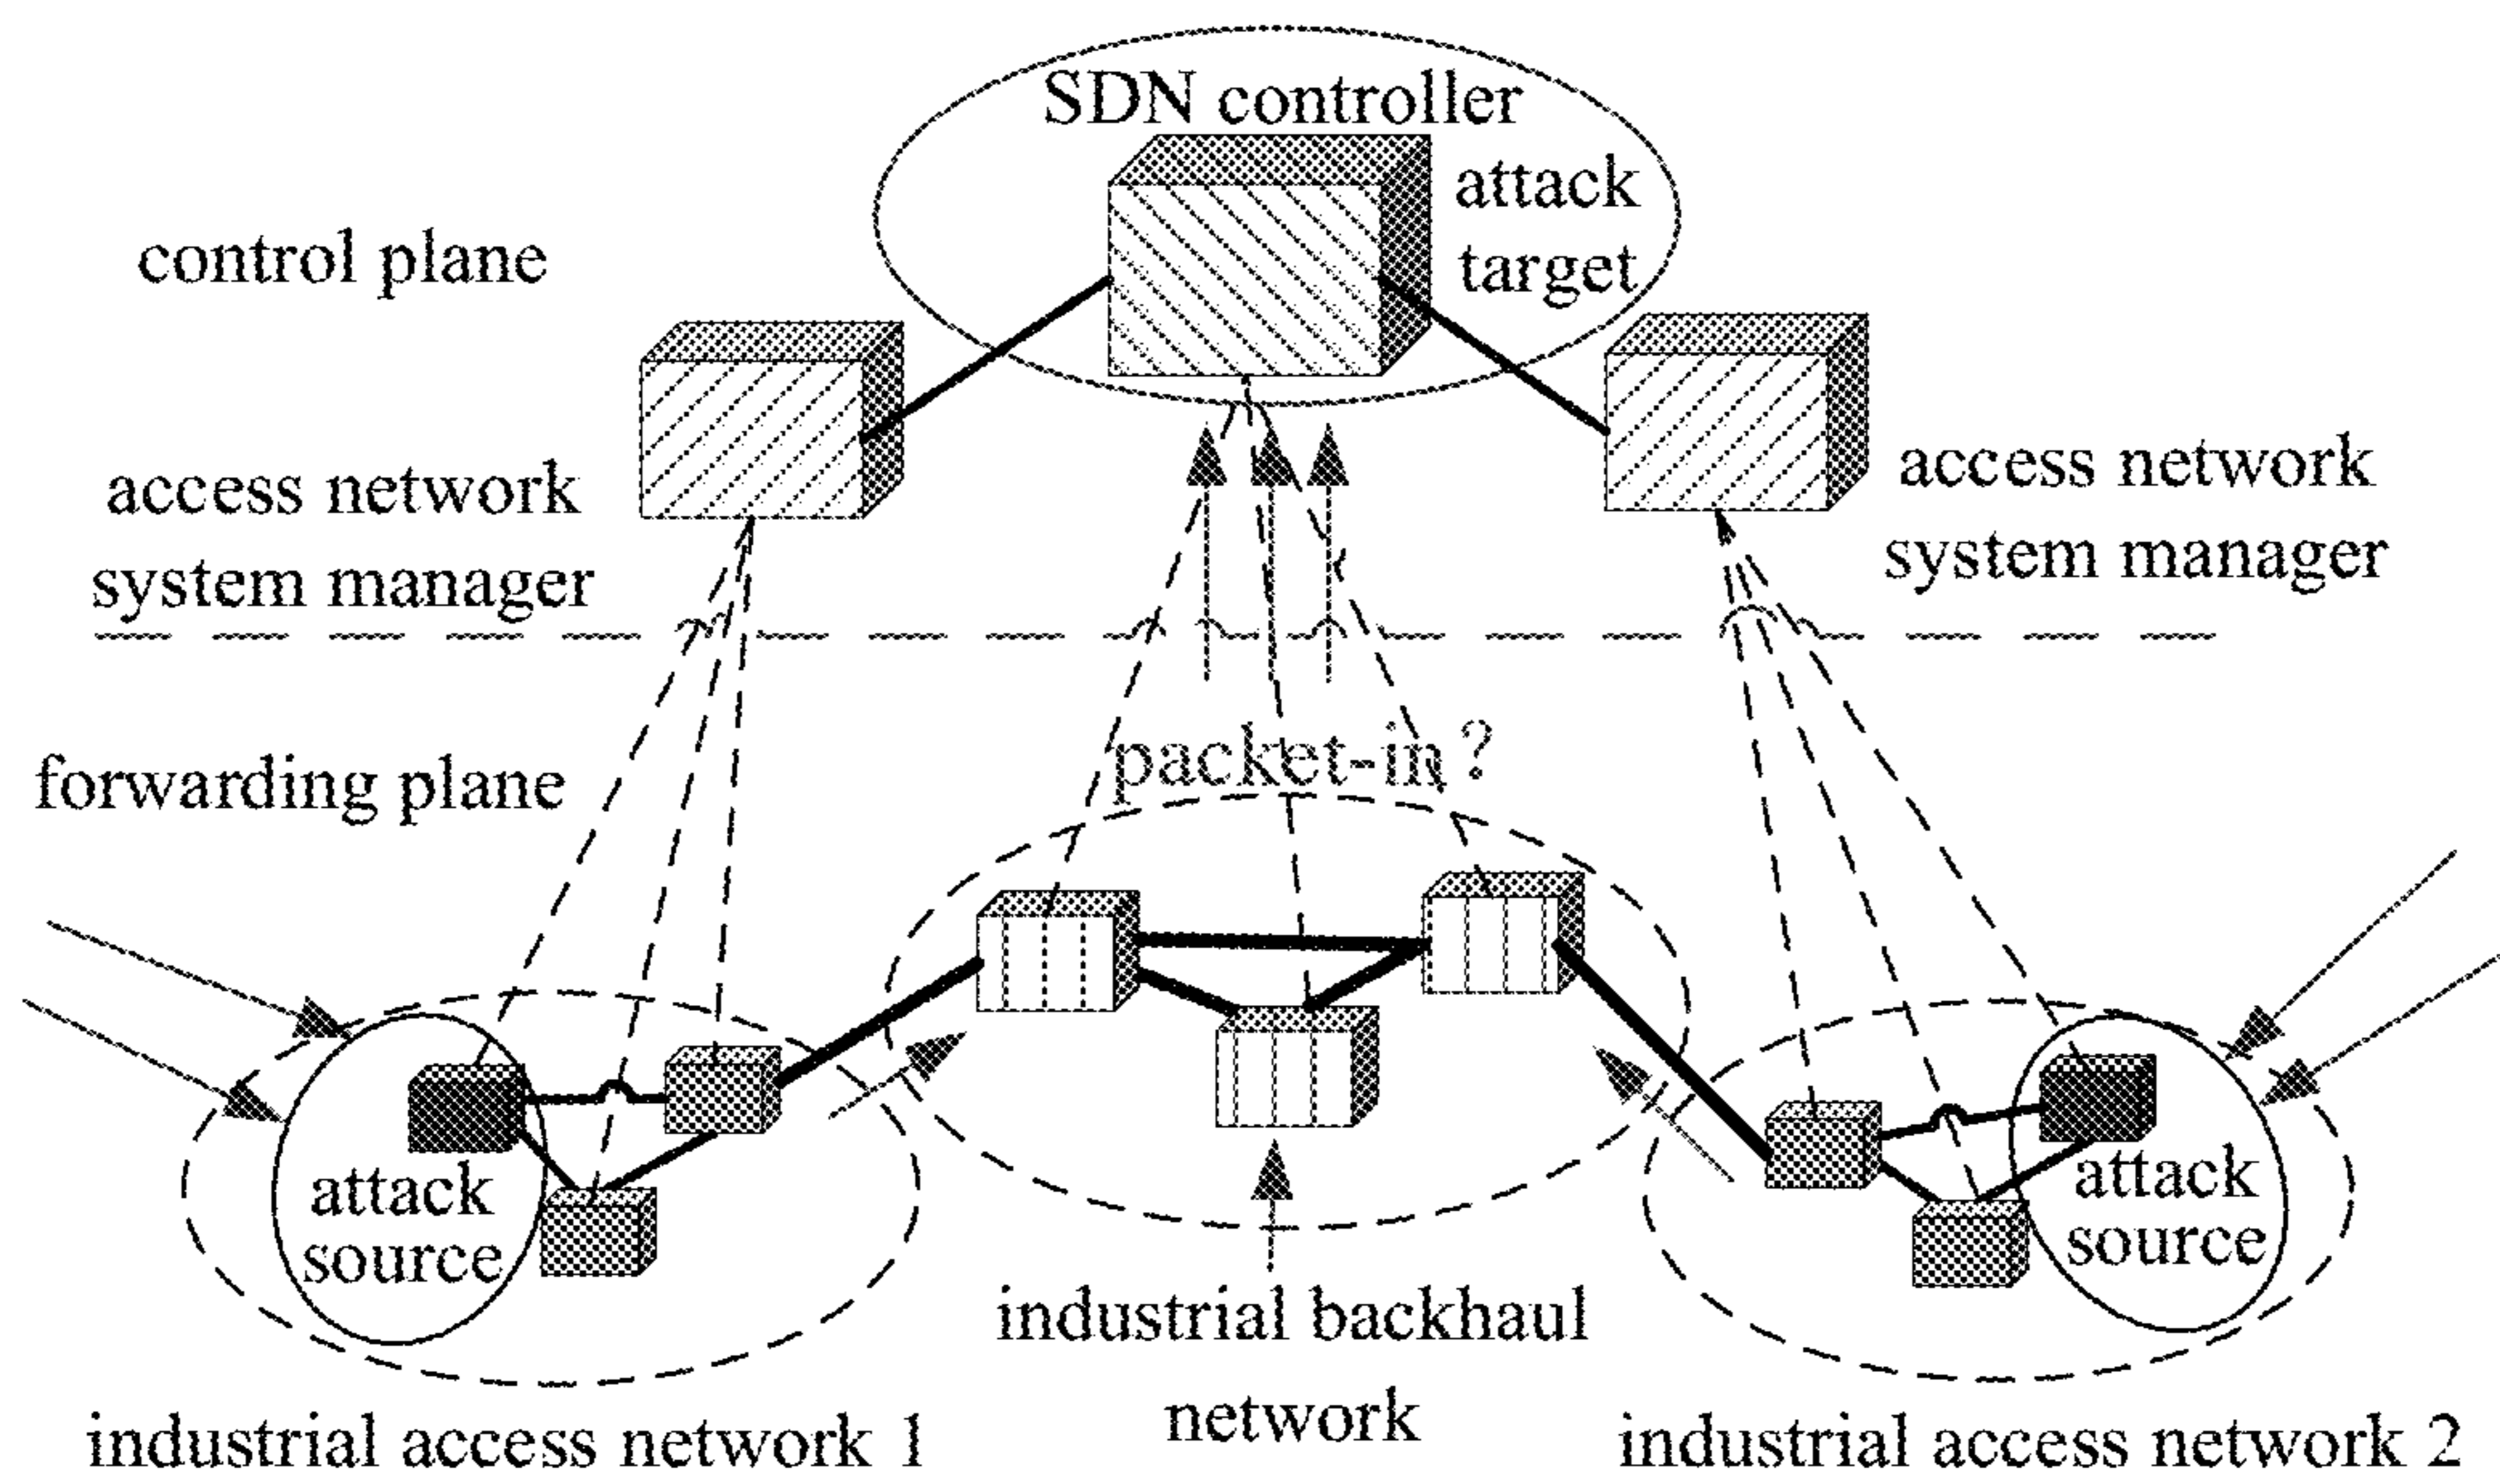 SDN controller
attack
target
control plane
access network
system manager
access network
system manager
forwarding plane
packet-in ?
attack
source
attack
source
industrial backhaul
network
industrial access network 1
industrial access network 2